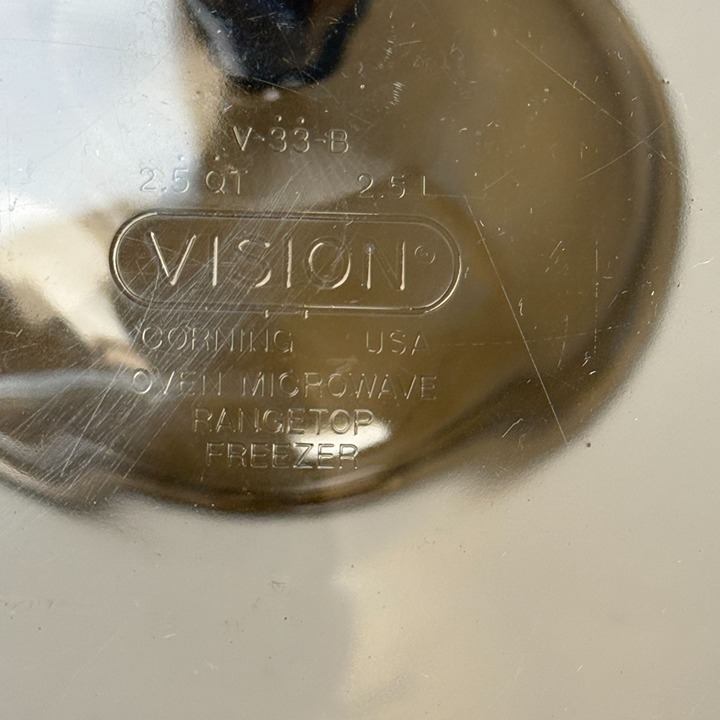 V-33-B
2.5 QT 2.5 L
VISION®
CORNING USA
OVEN MICROWAVE
RANGETOP
FREEZER